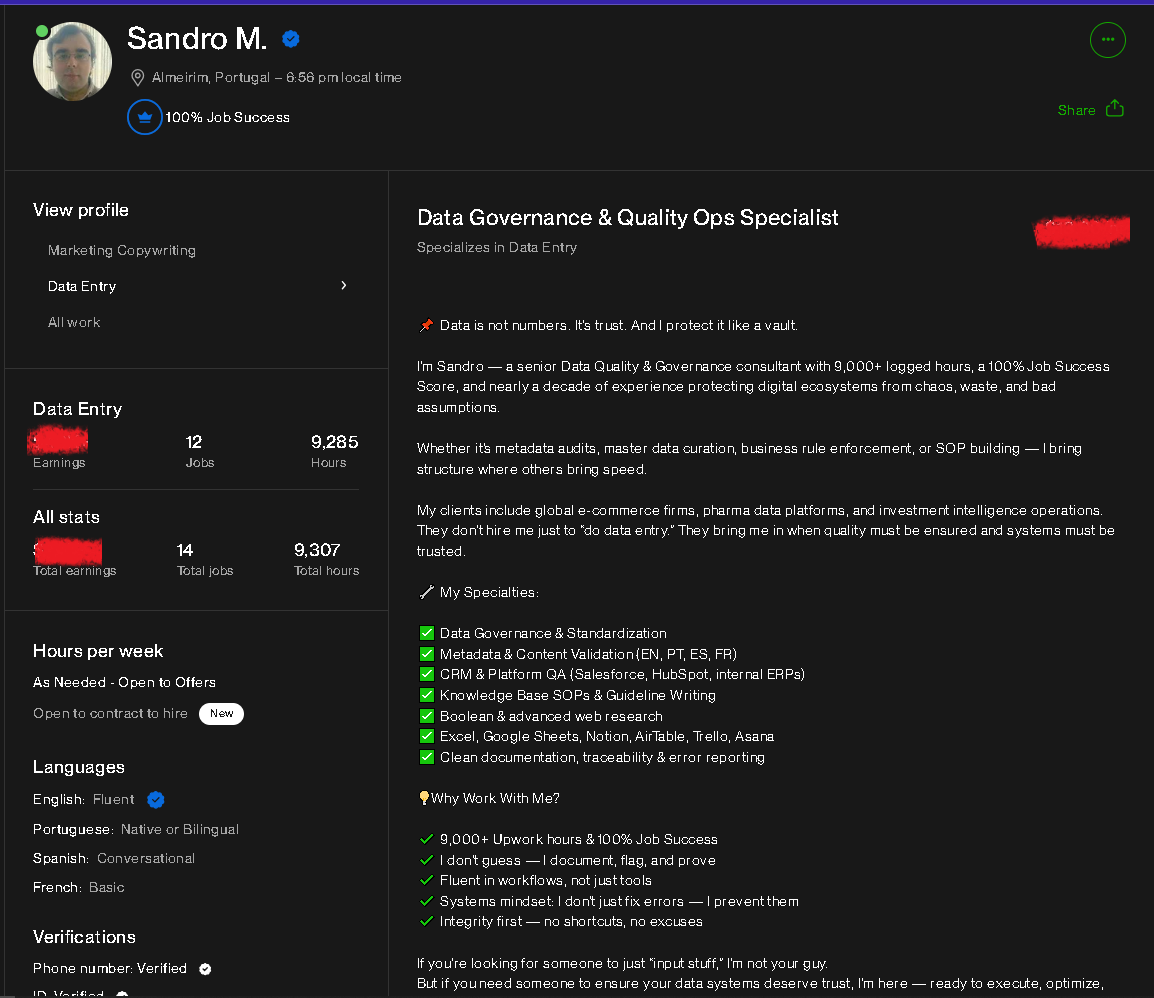 Sandro M.
Almeirim, Portugal – 6:56 pm local time
100% Job Success
Share
View profile
Marketing Copywriting
Data Entry
All work
Data Entry
12
9,285
Earnings
Jobs
Hours
All stats
14
9,307
Total earnings
Total jobs
Total hours
Hours per week
As Needed - Open to Offers
Open to contract to hire New
Languages
English: Fluent
Portuguese: Native or Bilingual
Spanish: Conversational
French: Basic
Verifications
Phone number: Verified
ID: Verified
Data Governance & Quality Ops Specialist
Specializes in Data Entry
📌 Data is not numbers. It's trust. And I protect it like a vault.
I'm Sandro — a senior Data Quality & Governance consultant with 9,000+ logged hours, a 100% Job Success
Score, and nearly a decade of experience protecting digital ecosystems from chaos, waste, and bad
assumptions.
Whether it's metadata audits, master data curation, business rule enforcement, or SOP building — I bring
structure where others bring speed.
My clients include global e-commerce firms, pharma data platforms, and investment intelligence operations.
They don't hire me just to "do data entry." They bring me in when quality must be ensured and systems must be
trusted.
🔧 My Specialties:
✅ Data Governance & Standardization
✅ Metadata & Content Validation (EN, PT, ES, FR)
✅ CRM & Platform QA (Salesforce, HubSpot, internal ERPs)
✅ Knowledge Base SOPs & Guideline Writing
✅ Boolean & advanced web research
✅ Excel, Google Sheets, Notion, AirTable, Trello, Asana
✅ Clean documentation, traceability & error reporting
💡Why Work With Me?
✓ 9,000+ Upwork hours & 100% Job Success
✓ I don't guess — I document, flag, and prove
✓ Fluent in workflows, not just tools
✓ Systems mindset: I don't just fix errors — I prevent them
✓ Integrity first — no shortcuts, no excuses
If you're looking for someone to just "input stuff," I'm not your guy.
But if you need someone to ensure your data systems deserve trust, I'm here — ready to execute, optimize,